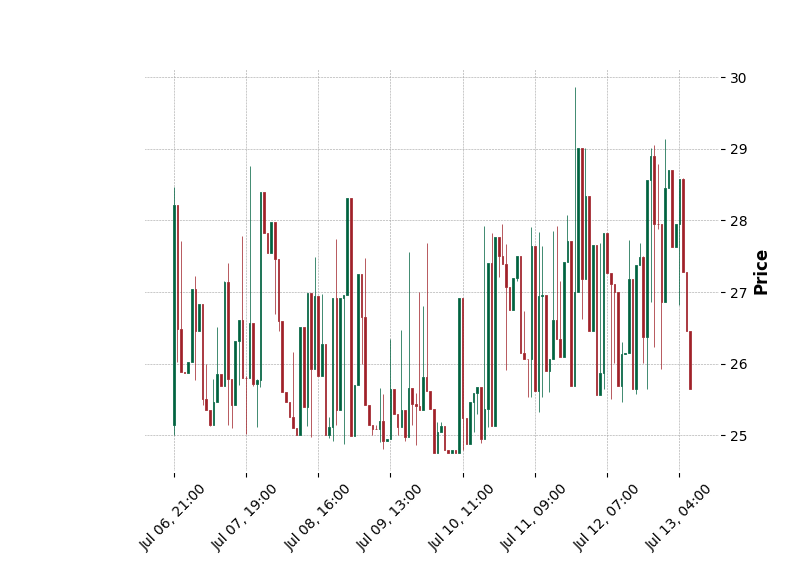 30
29
28
27
26
25
Price
Jul 06, 21:00
Jul 07, 19:00
Jul 08, 16:00
Jul 09, 13:00
Jul 10, 11:00
Jul 11, 09:00
Jul 12, 07:00
Jul 13, 04:00